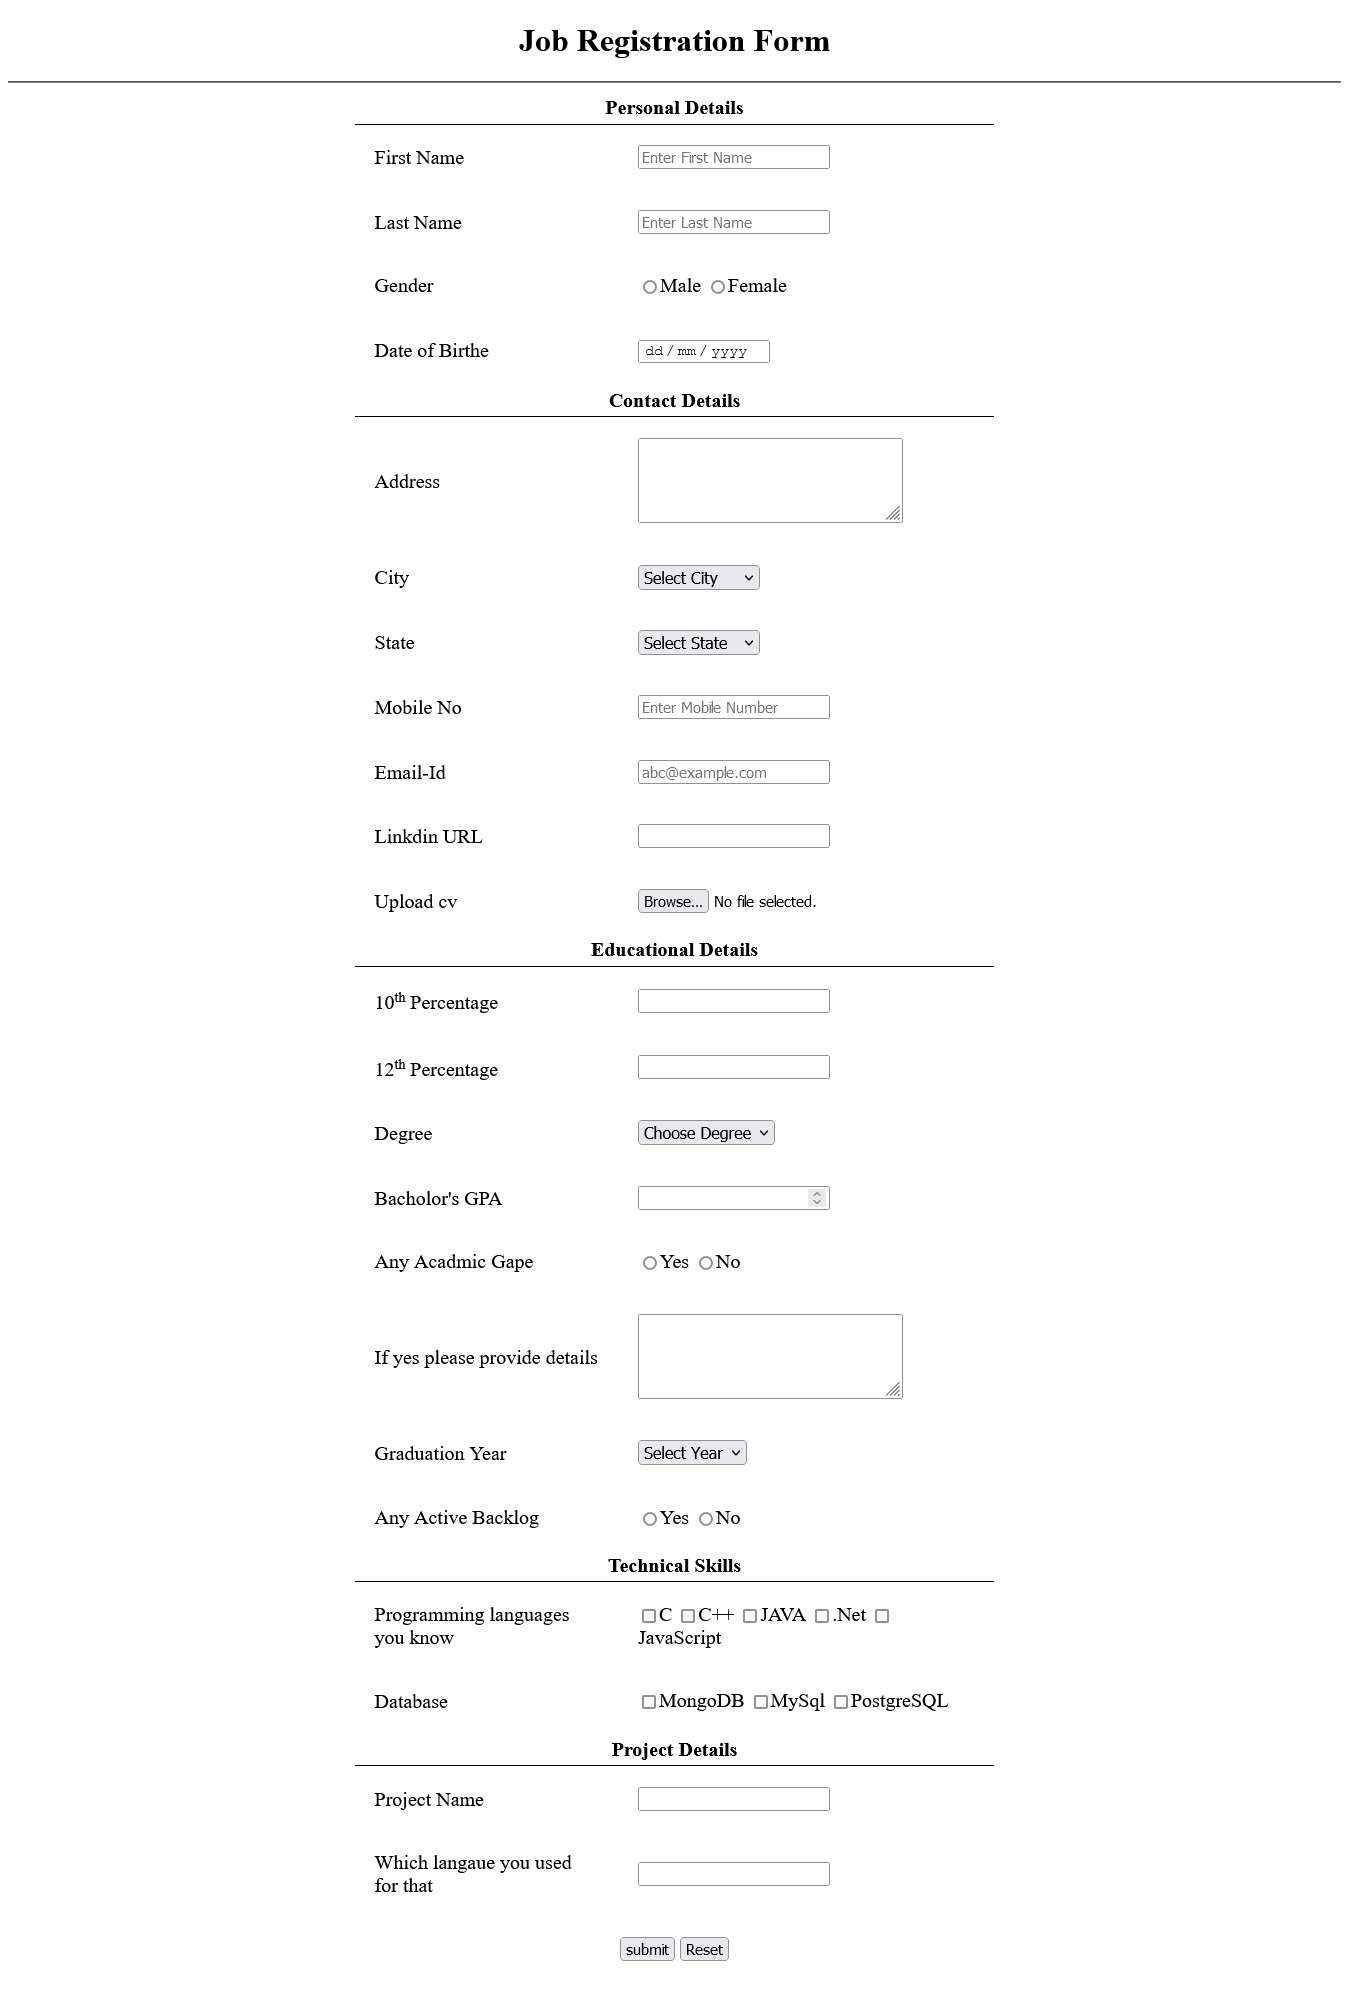 Job Registration Form
Personal Details
First Name Enter First Name
Last Name Enter Last Name
Gender Male Female
Date of Birthe dd / mm / yyyy
Contact Details
Address
City Select City
State Select State
Mobile No Enter Mobile Number
Email-Id abc@example.com
Linkdin URL
Upload cv Browse... No file selected.
Educational Details
10th Percentage
12th Percentage
Degree Choose Degree
Bacholor's GPA
Any Acadmic Gape Yes No
If yes please provide details
Graduation Year Select Year
Any Active Backlog Yes No
Technical Skills
Programming languages
you know
C C++ JAVA .Net
JavaScript
Database MongoDB MySql PostgreSQL
Project Details
Project Name
Which langaue you used
for that
submit Reset